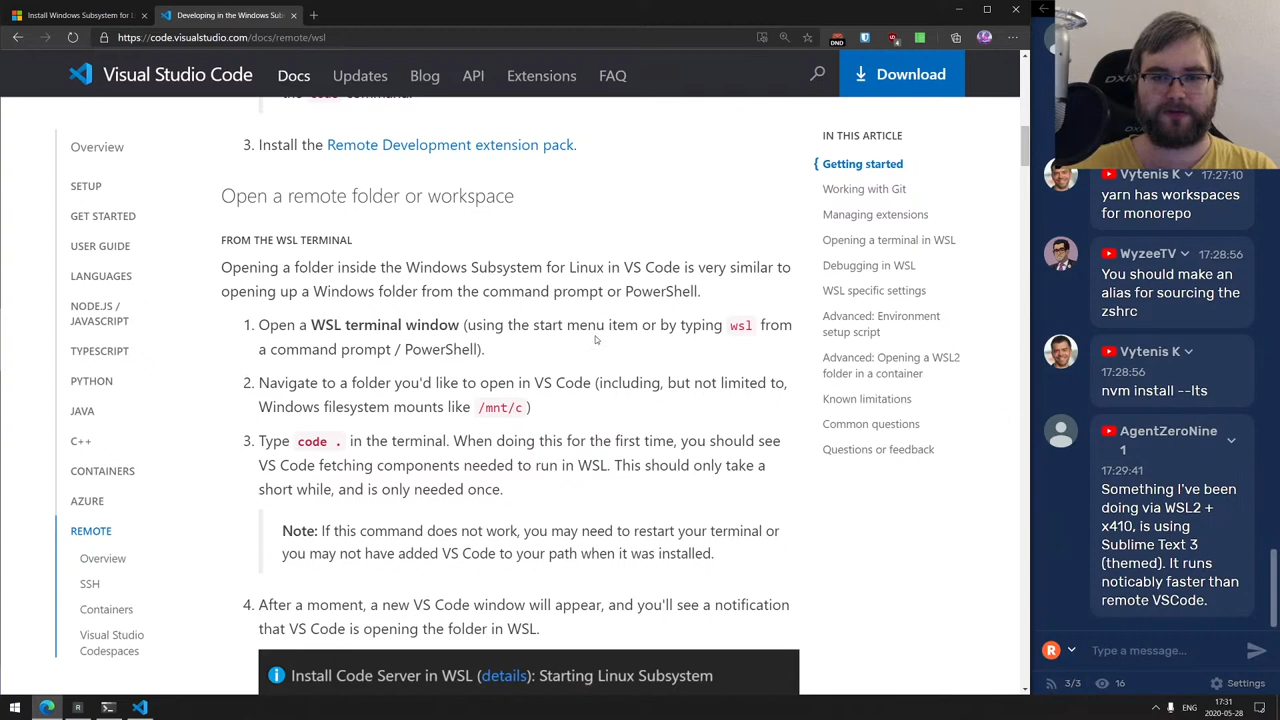 Install Windows Subsystem for L
Developing in the Windows Sub
https://code.visualstudio.com/docs/remote/wsl
DND
4
Visual Studio Code
Docs
Updates
Blog
API
Extensions
FAQ
Download
the code command.
3. Install the Remote Development extension pack.
Open a remote folder or workspace
FROM THE WSL TERMINAL
Opening a folder inside the Windows Subsystem for Linux in VS Code is very similar to
opening up a Windows folder from the command prompt or PowerShell.
1. Open a WSL terminal window (using the start menu item or by typing wsl from
a command prompt / PowerShell).
2. Navigate to a folder you'd like to open in VS Code (including, but not limited to,
Windows filesystem mounts like /mnt/c )
3. Type code . in the terminal. When doing this for the first time, you should see
VS Code fetching components needed to run in WSL. This should only take a
short while, and is only needed once.
Note: If this command does not work, you may need to restart your terminal or
you may not have added VS Code to your path when it was installed.
4. After a moment, a new VS Code window will appear, and you'll see a notification
that VS Code is opening the folder in WSL.
Install Code Server in WSL (details): Starting Linux Subsystem
Overview
SETUP
GET STARTED
USER GUIDE
LANGUAGES
NODE.JS /
JAVASCRIPT
TYPESCRIPT
PYTHON
JAVA
C++
CONTAINERS
AZURE
REMOTE
Overview
SSH
Containers
Visual Studio
Codespaces
IN THIS ARTICLE
Getting started
Working with Git
Managing extensions
Opening a terminal in WSL
Debugging in WSL
WSL specific settings
Advanced: Environment
setup script
Advanced: Opening a WSL2
folder in a container
Known limitations
Common questions
Questions or feedback
Vytenis K 17:27:10
yarn has workspaces
for monorepo
WyzeeTV 17:28:56
You should make an
alias for sourcing the
zshrc
Vytenis K
17:28:56
nvm install --lts
AgentZeroNine
1
17:29:41
Something I've been
doing via WSL2 +
x410, is using
Sublime Text 3
(themed). It runs
noticably faster than
remote VSCode.
R
Type a message...
3/3
16
Settings
ENG
17:31
2020-05-28